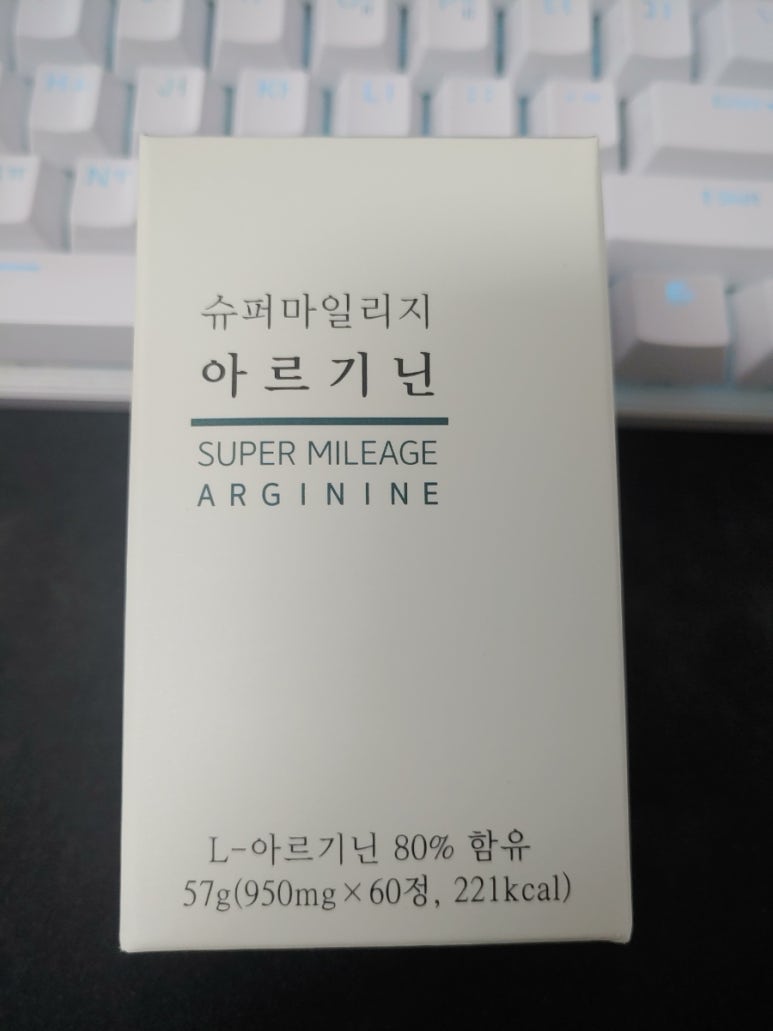 슈퍼마일리지
아르기닌
SUPER MILEAGE
ARGININE
L-아르기닌 80% 함유
57g(950mg×60정, 221kcal)